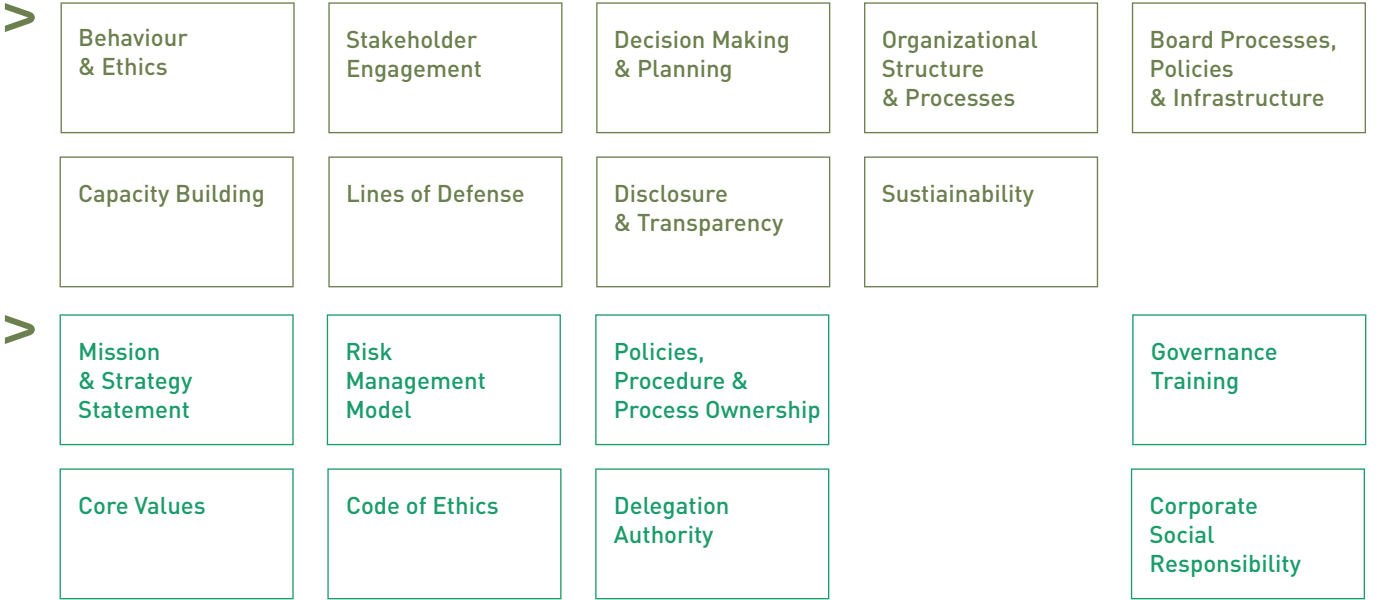 >
Behaviour
& Ethics
Stakeholder
Engagement
Decision Making
& Planning
Organizational
Structure
& Processes
Board Processes,
Policies
& Infrastructure
Capacity Building
Lines of Defense
Disclosure
& Transparency
Sustiainability
>
Mission
& Strategy
Statement
Risk
Management
Model
Policies,
Procedure &
Process Ownership
Governance
Training
Core Values
Code of Ethics
Delegation
Authority
Corporate
Social
Responsibility